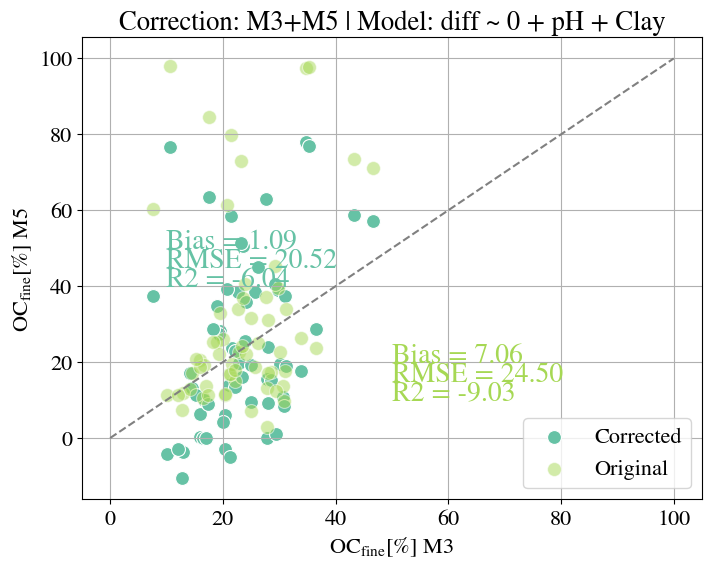 Correction: M3+M5 | Model: diff ~ 0 + pH + Clay
100
80
60
40
20
0
OCfine[%] M5
Bias = 1.09
RMSE = 20.52
R2 = -6.04
Bias = 7.06
RMSE = 24.50
R2 = -9.03
Corrected
Original
0 20 40 60 80 100
OCfine[%] M3